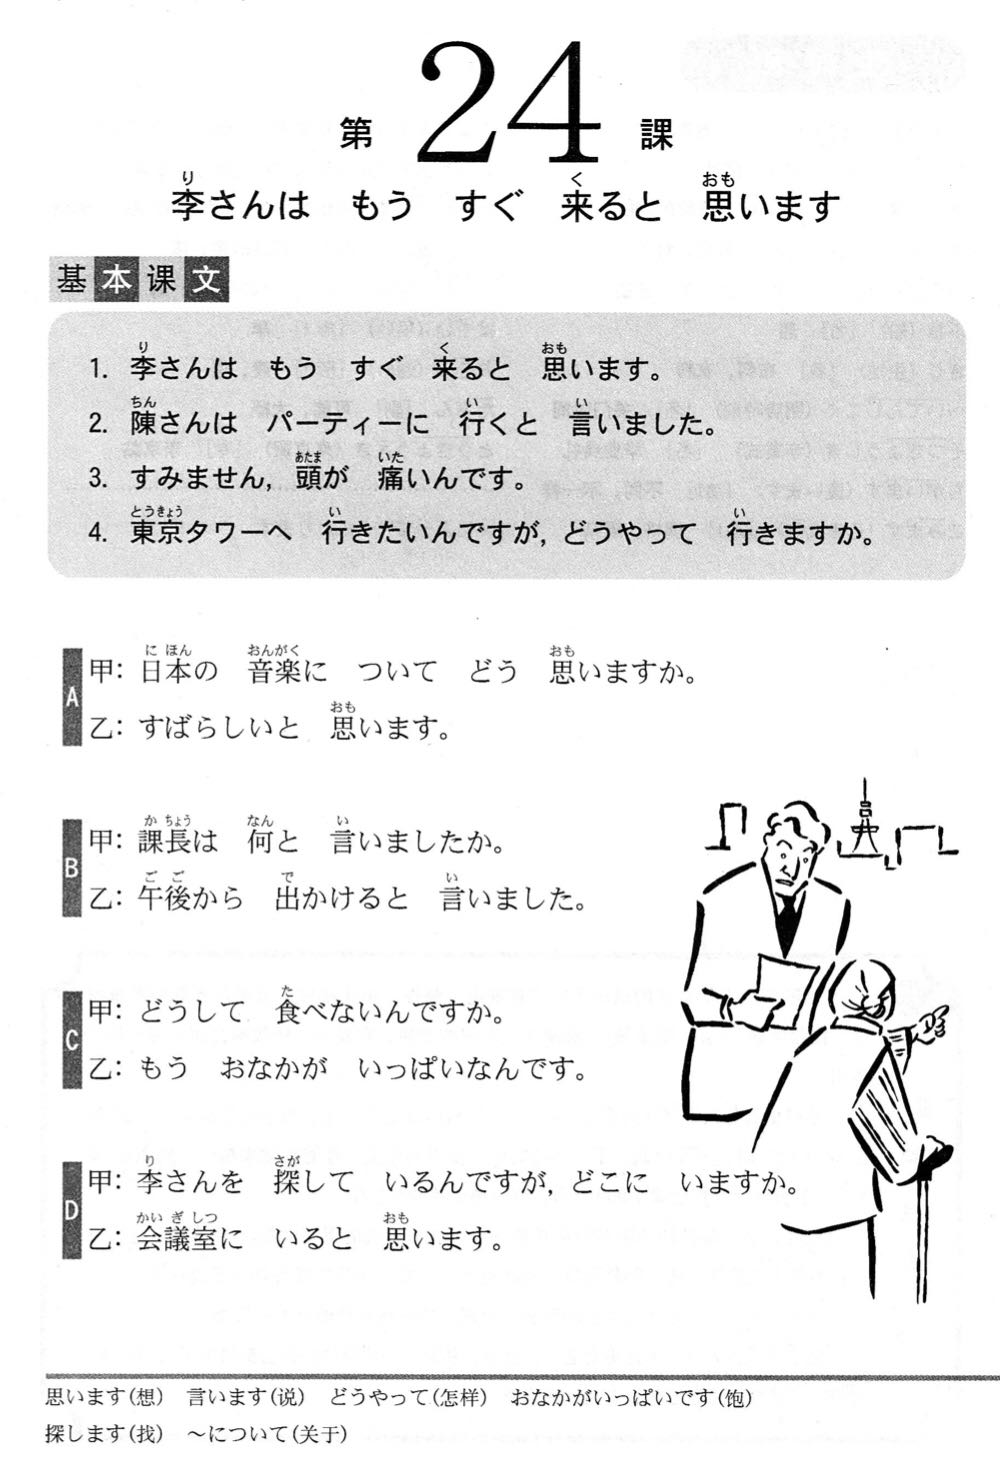 第24課
李さんは　もう　すぐ　来ると　思います
基本课文
1. 李さんは　もう　すぐ　来ると　思います。
2. 陳さんは　パーティーに　行くと　言いました。
3. すみません, 頭が　痛いんです。
4. 東京タワーへ　行きたいんですが, どうやって　行きますか。
A
甲: 日本の　音楽に　ついて　どう　思いますか。
乙: すばらしいと　思います。
B
甲: 課長は　何と　言いましたか。
乙: 午後から　出かけると　言いました。
C
甲: どうして　食べないんですか。
乙: もう　おなかが　いっぱいなんです。
D
甲: 李さんを　探して　いるんですが, どこに　いますか。
乙: 会議室に　いると　思います。
思います(想)　言います(说)　どうやって(怎样)　おなかがいっぱいです(饱)
探します(找)　～について(关于)